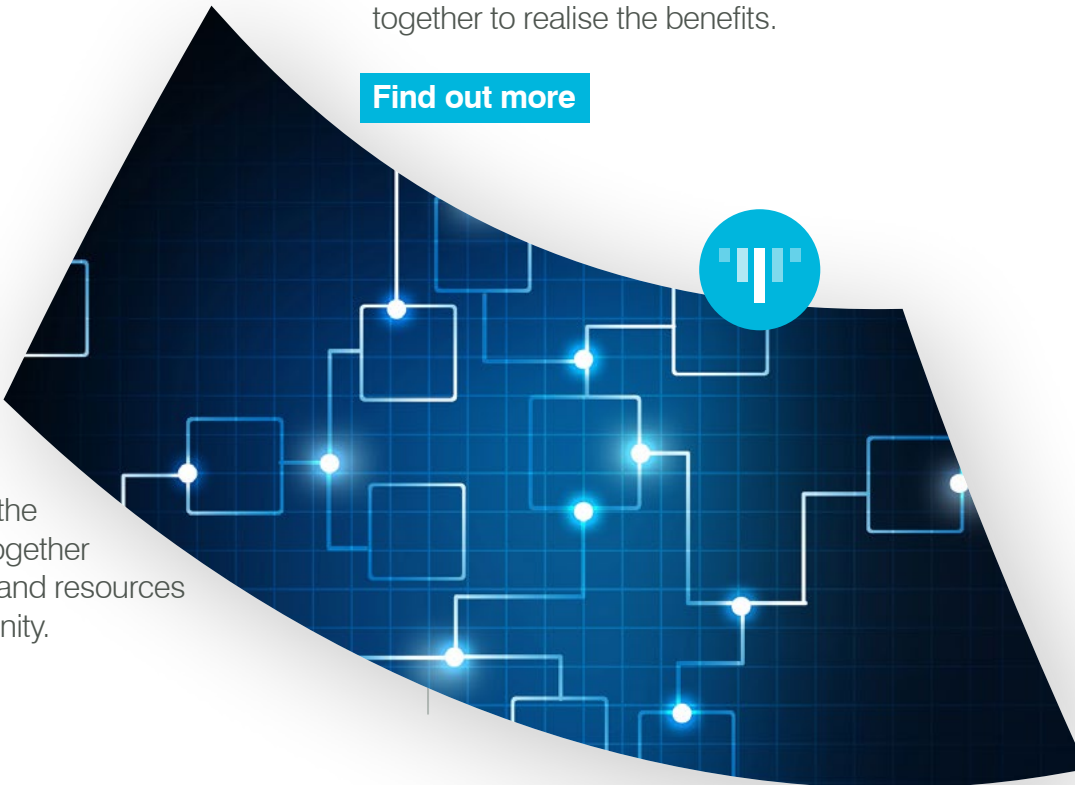 together to realise the benefits.
Find out more
the
ogether
and resources
nity.